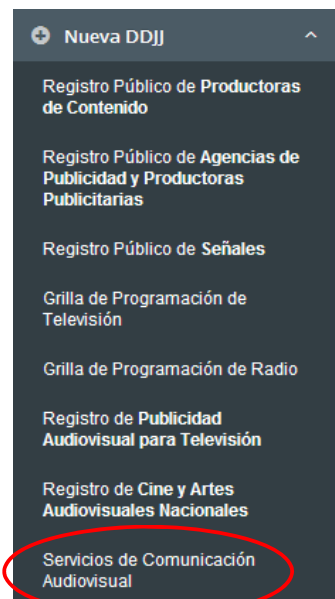 Nueva DDJJ
Registro Público de Productoras
de Contenido
Registro Público de Agencias de
Publicidad y Productoras
Publicitarias
Registro Público de Señales
Grilla de Programación de
Televisión
Grilla de Programación de Radio
Registro de Publicidad
Audiovisual para Televisión
Registro de Cine y Artes
Audiovisuales Nacionales
Servicios de Comunicación
Audiovisual